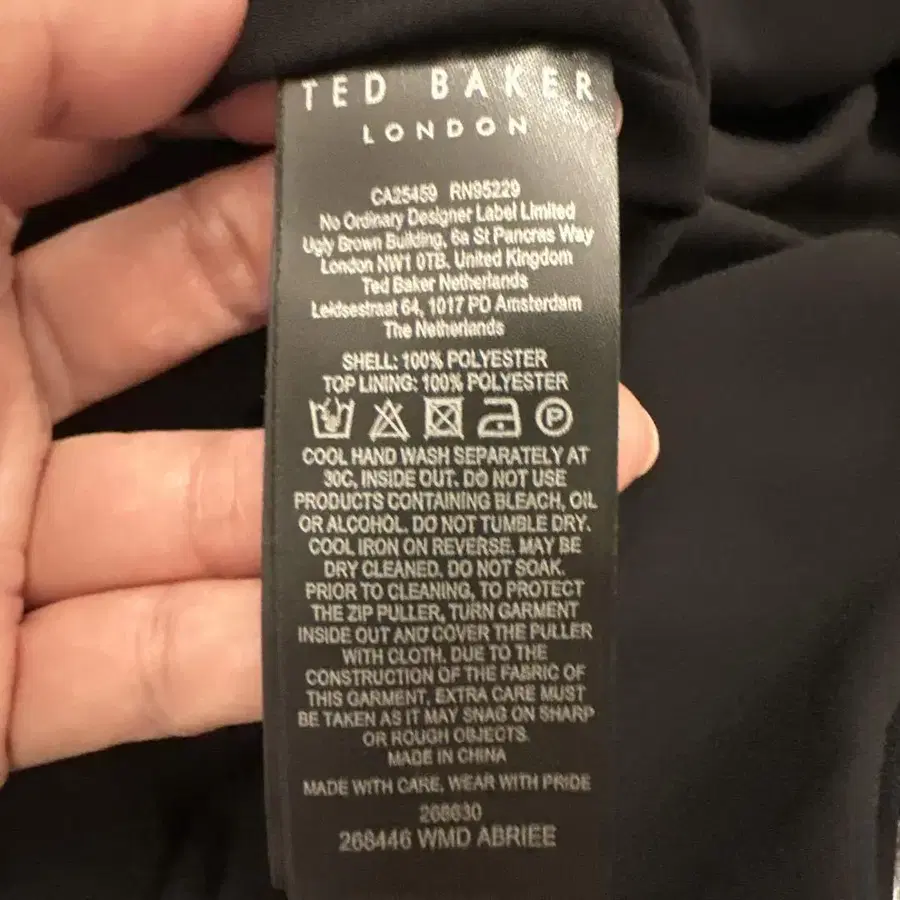 TED BAKER
LONDON
CA25459 RN95229
No Ordinary Designer Label Limited
Ugly Brown Building, 6a St Pancras Way
London NW1 0TB, United Kingdom
Ted Baker Netherlands
Leidsestraat 64, 1017 PD Amsterdam
The Netherlands
SHELL: 100% POLYESTER
TOP LINING: 100% POLYESTER
P
COOL HAND WASH SEPARATELY AT
30C, INSIDE OUT. DO NOT USE
PRODUCTS CONTAINING BLEACH, OIL
OR ALCOHOL. DO NOT TUMBLE DRY.
COOL IRON ON REVERSE. MAY BE
DRY CLEANED. DO NOT SOAK.
PRIOR TO CLEANING, TO PROTECT
THE ZIP PULLER, TURN GARMENT
INSIDE OUT AND COVER THE PULLER
WITH CLOTH. DUE TO THE
CONSTRUCTION OF THE FABRIC OF
THIS GARMENT, EXTRA CARE MUST
BE TAKEN AS IT MAY SNAG ON SHARP
OR ROUGH OBJECTS.
MADE IN CHINA
MADE WITH CARE, WEAR WITH PRIDE
268630
268446 WMD ABRIEE